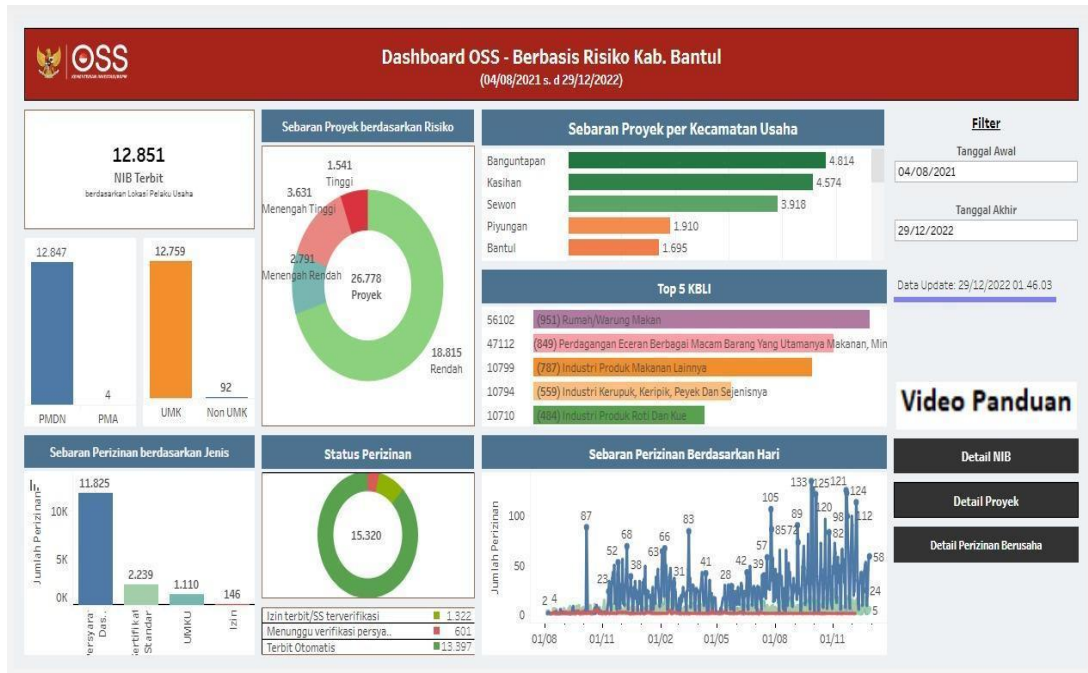 OSS
KEMENTERIAN INVESTASI/BKPM
Dashboard OSS - Berbasis Risiko Kab. Bantul
(04/08/2021 s. d 29/12/2022)
12.851
NIB Terbit
berdasarkan Lokasi Pelaku Usaha
12.847
4
PMDN
PMA
12.759
92
UMK
Non UMK
Sebaran Proyek berdasarkan Risiko
1.541
Tinggi
3.631
Menengah Tinggi
2.791
Menengah Rendah
26.778
Proyek
18.815
Rendah
Sebaran Proyek per Kecamatan Usaha
Banguntapan 4.814
Kasihan 4.574
Sewon 3.918
Piyungan 1.910
Bantul 1.695
Top 5 KBLI
56102 (951) Rumah/Warung Makan
47112 (849) Perdagangan Eceran Berbagai Macam Barang Yang Utamanya Makanan, Min
10799 (787) Industri Produk Makanan Lainnya
10794 (559) Industri Kerupuk, Keripik, Peyek Dan Sejenisnya
10710 (484) Industri Produk Roti Dan Kue
Filter
Tanggal Awal
04/08/2021
Tanggal Akhir
29/12/2022
Data Update: 29/12/2022 01.46.03
Video Panduan
Detail NIB
Detail Proyek
Detail Perizinan Berusaha
Sebaran Perizinan berdasarkan Jenis
Jumlah Perizinan
10K
5K
0K
11.825
2.239
1.110
146
ersyara
Das..
ertifikat
Standar
UMKU
Izin
Status Perizinan
15.320
Izin terbit/SS terverifikasi 1.322
Menunggu verifikasi persya.. 601
Terbit Otomatis 13.397
Sebaran Perizinan Berdasarkan Hari
Jumlah Perizinan
100
50
0
2 4
87
23
52
68
38
63
66
31
83
41
28
42
39
57
105
85
72
89
133
125
120
121
98
82
124
112
58
24
5
01/08 01/11 01/02 01/05 01/08 01/11